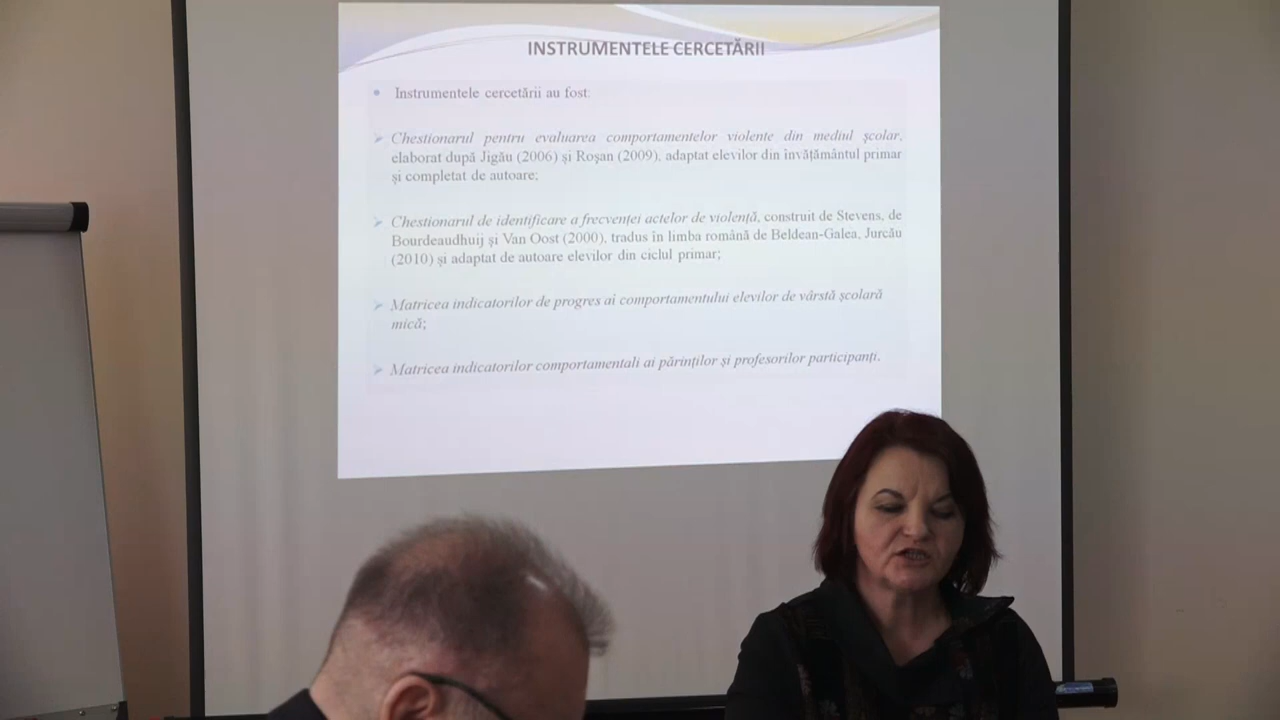 INSTRUMENTELE CERCETĂRII
Instrumentele cercetării au fost:
Chestionarul pentru evaluarea comportamentelor violente din mediul școlar,
elaborat după Jigău (2006) și Roșan (2009), adaptat elevilor din învățământul primar
și completat de autoare;
Chestionarul de identificare a frecvenței actelor de violență, construit de Stevens, de
Bourdeaudhuij și Van Oost (2000), tradus în limba română de Beldean-Galea, Jurcău
(2010) și adaptat de autoare elevilor din ciclul primar;
Matricea indicatorilor de progres ai comportamentului elevilor de vârstă școlară
mică;
Matricea indicatorilor comportamentali ai părinților și profesorilor participanți.